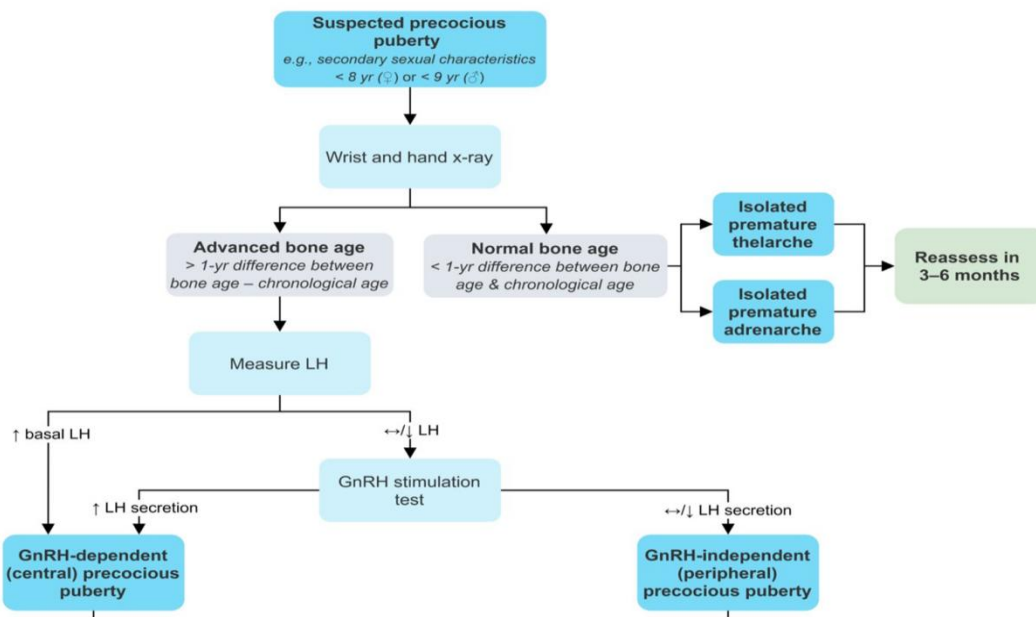 Suspected precocious
puberty
e.g., secondary sexual characteristics
< 8 yr (♀) or < 9 yr (♂)
Wrist and hand x-ray
Advanced bone age
> 1-yr difference between
bone age – chronological age
Normal bone age
< 1-yr difference between bone
age & chronological age
Isolated
premature
thelarche
Isolated
premature
adrenarche
Reassess in
3–6 months
Measure LH
↑ basal LH
↔/↓ LH
GnRH stimulation
test
↑ LH secretion
↔/↓ LH secretion
GnRH-dependent
(central) precocious
puberty
GnRH-independent
(peripheral)
precocious puberty